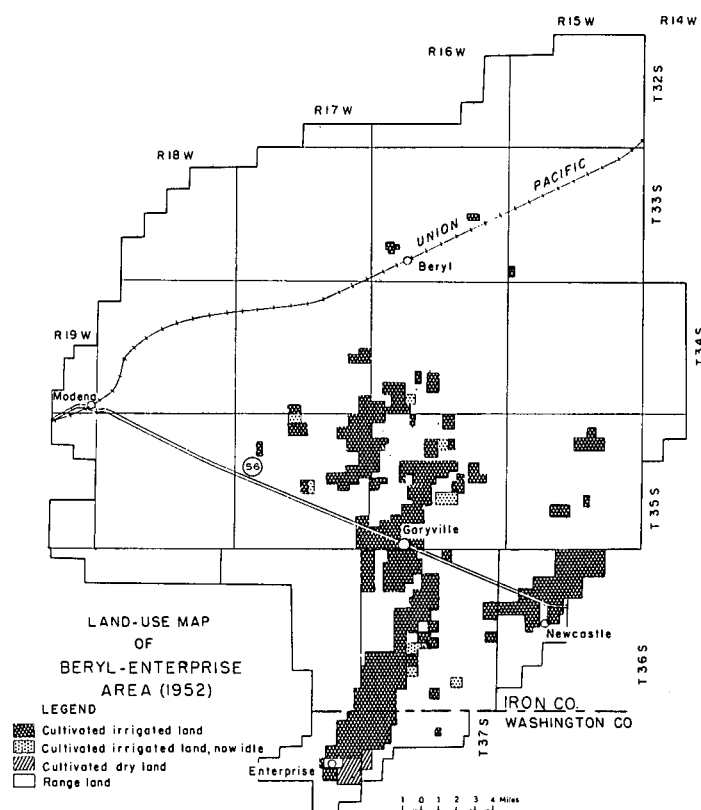 R15W R14W
R16W
T32S
R17W
R18W
PACIFIC
T33S
UNION
Beryl
R19W
T34S
Modena
56
T35S
Garyville
LAND-USE MAP
OF
BERYL-ENTERPRISE
AREA (1952)
Newcastle
T36S
LEGEND
IRON CO.
Cultivated irrigated land
WASHINGTON CO
Cultivated irrigated land, now idle
T37S
Cultivated dry land
Enterprise
Range land
1 0 1 2 3 4 Miles